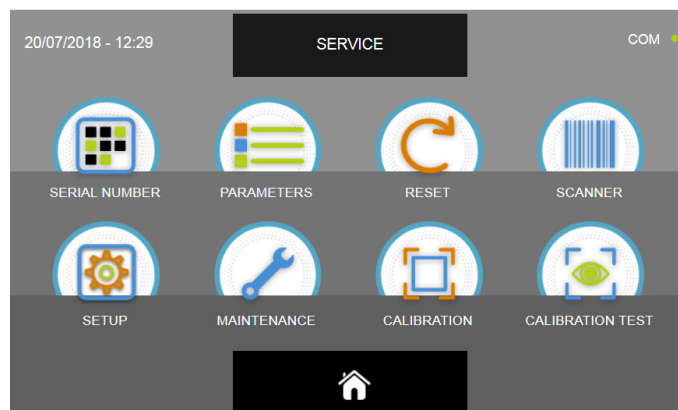 20/07/2018 - 12:29
SERVICE
COM
SERIAL NUMBER
PARAMETERS
RESET
SCANNER
SETUP
MAINTENANCE
CALIBRATION
CALIBRATION TEST